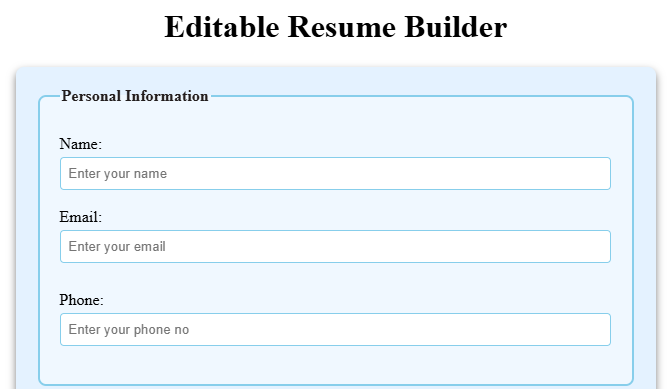 Editable Resume Builder
Personal Information
Name:
Enter your name
Email:
Enter your email
Phone:
Enter your phone no